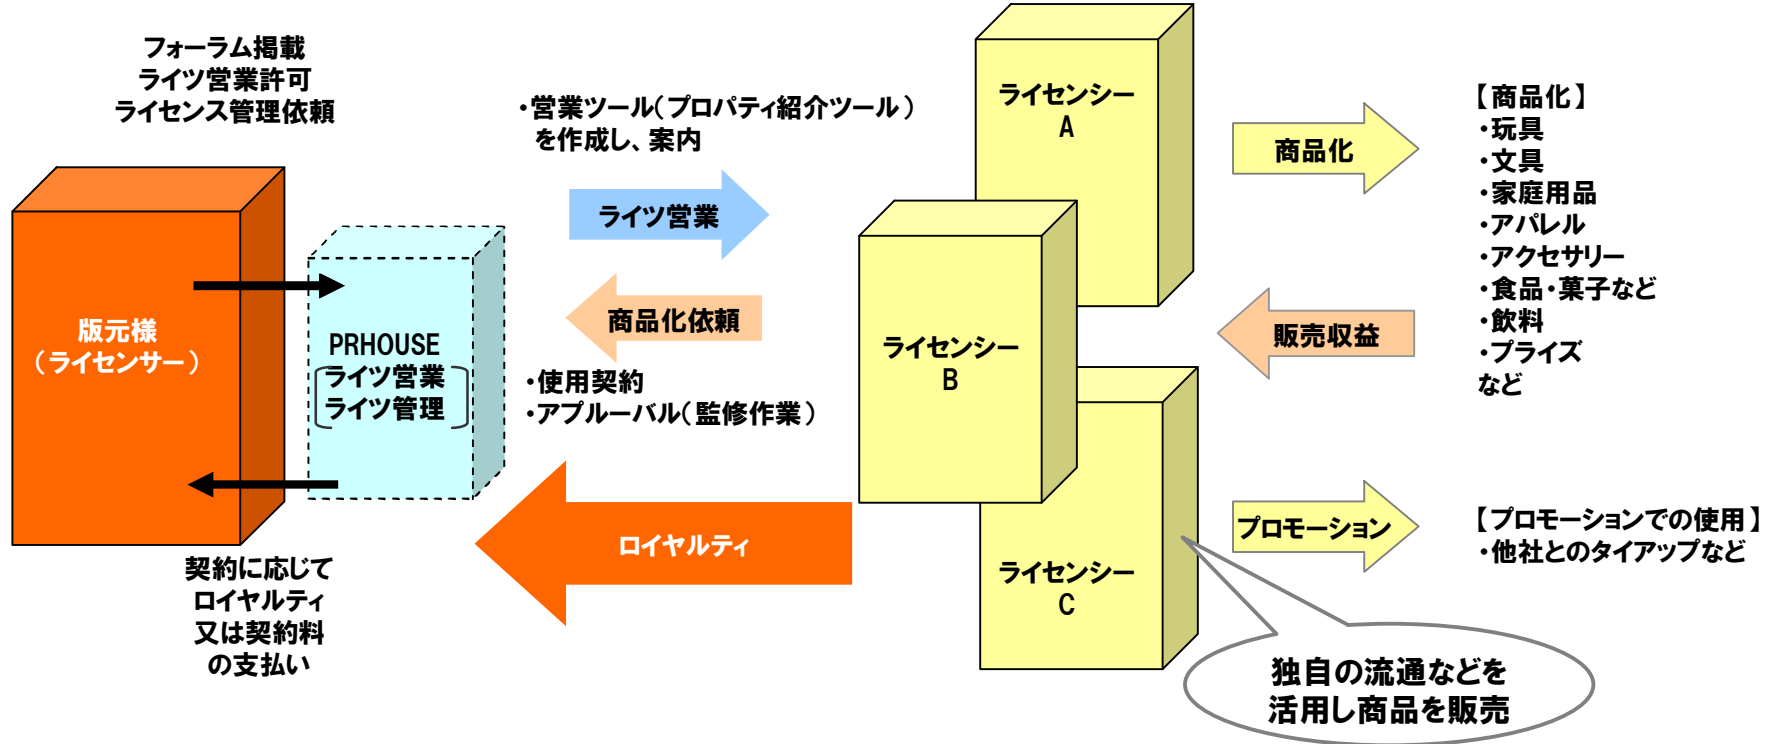 フォーラム掲載
ライツ営業許可
ライセンス管理依頼
版元様
（ライセンサー）
PRHOUSE
ライツ営業
ライツ管理
契約に応じて
ロイヤルティ
又は契約料
の支払い
・営業ツール（プロパティ紹介ツール）
を作成し、案内
ライツ営業
商品化依頼
・使用契約
・アプルーバル（監修作業）
ロイヤルティ
ライセンシー
A
ライセンシー
B
ライセンシー
C
商品化
販売収益
プロモーション
【商品化】
・玩具
・文具
・家庭用品
・アパレル
・アクセサリー
・食品・菓子など
・飲料
・プライズ
など
【プロモーションでの使用】
・他社とのタイアップなど
独自の流通などを
活用し商品を販売